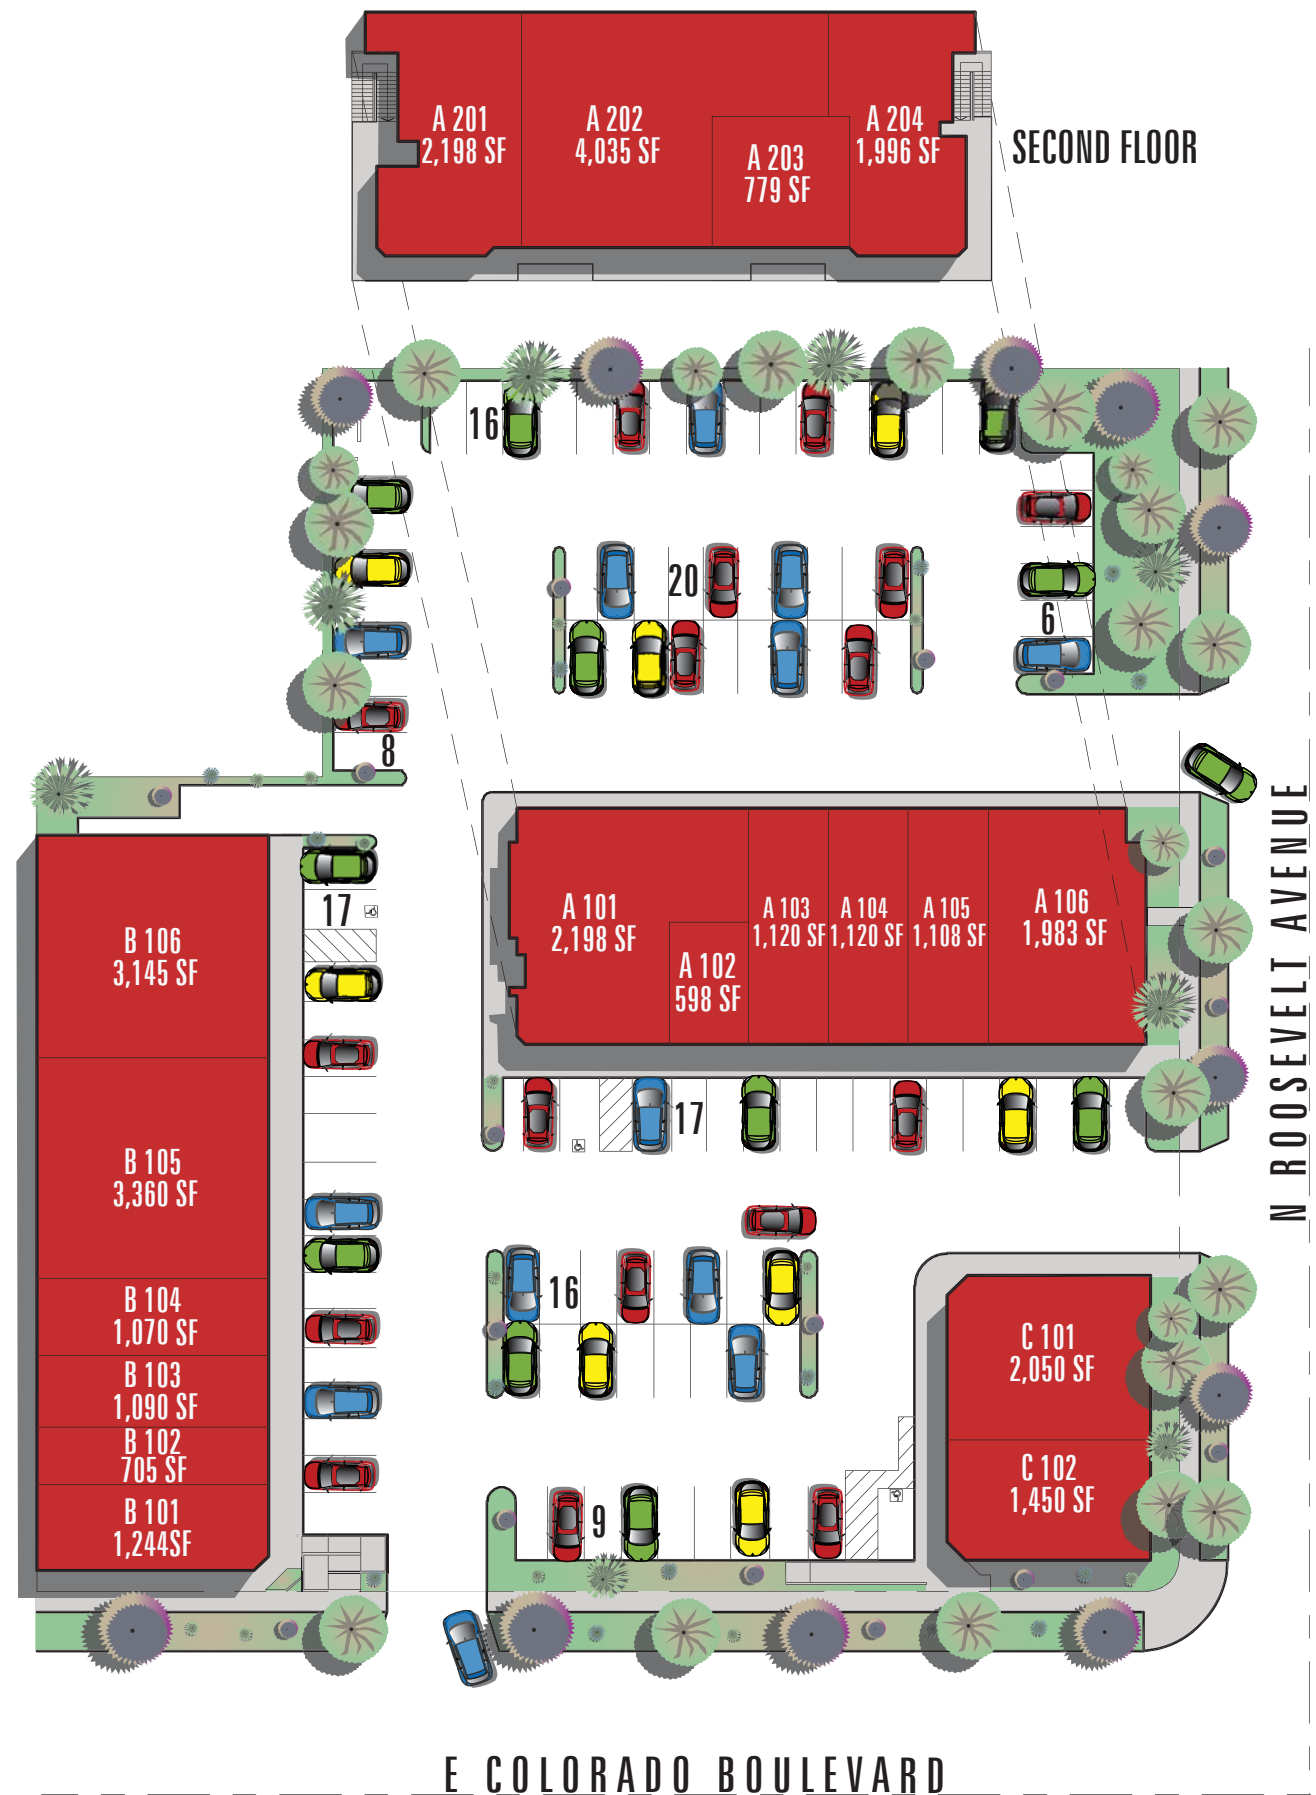 A 201
2,198 SF
A 202
4,035 SF
A 203
779 SF
A 204
1,996 SF
SECOND FLOOR
16
20
6
8
B 106
3,145 SF
17
A 101
2,198 SF
A 102
598 SF
A 103
1,120 SF
A 104
1,120 SF
A 105
1,108 SF
A 106
1,983 SF
N ROOSEVELT AVENUE
17
B 105
3,360 SF
B 104
1,070 SF
B 103
1,090 SF
B 102
705 SF
B 101
1,244SF
16
C 101
2,050 SF
C 102
1,450 SF
9
E COLORADO BOULEVARD